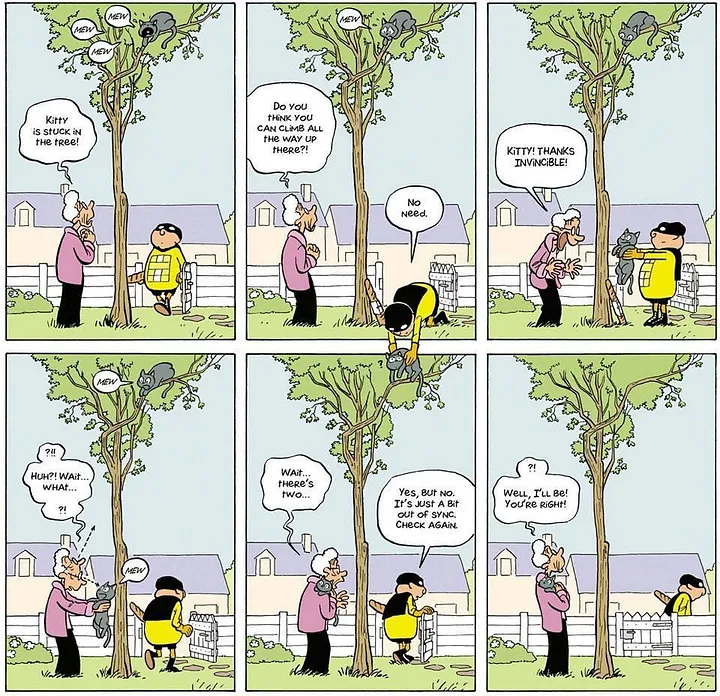 MEW
MEW
MEW
Kitty
is stuck in
the tree!
MEW
Do you
think you
can climb all
the way up
there?!
No
need.
Kitty! Thanks
Invincible!
MEW
?!!
Huh?! Wait...
what...
?!
MEW
Wait...
there's
two...
Yes, but no.
It's just a bit
out of sync.
Check again.
?!
Well, I'll be!
You're right!